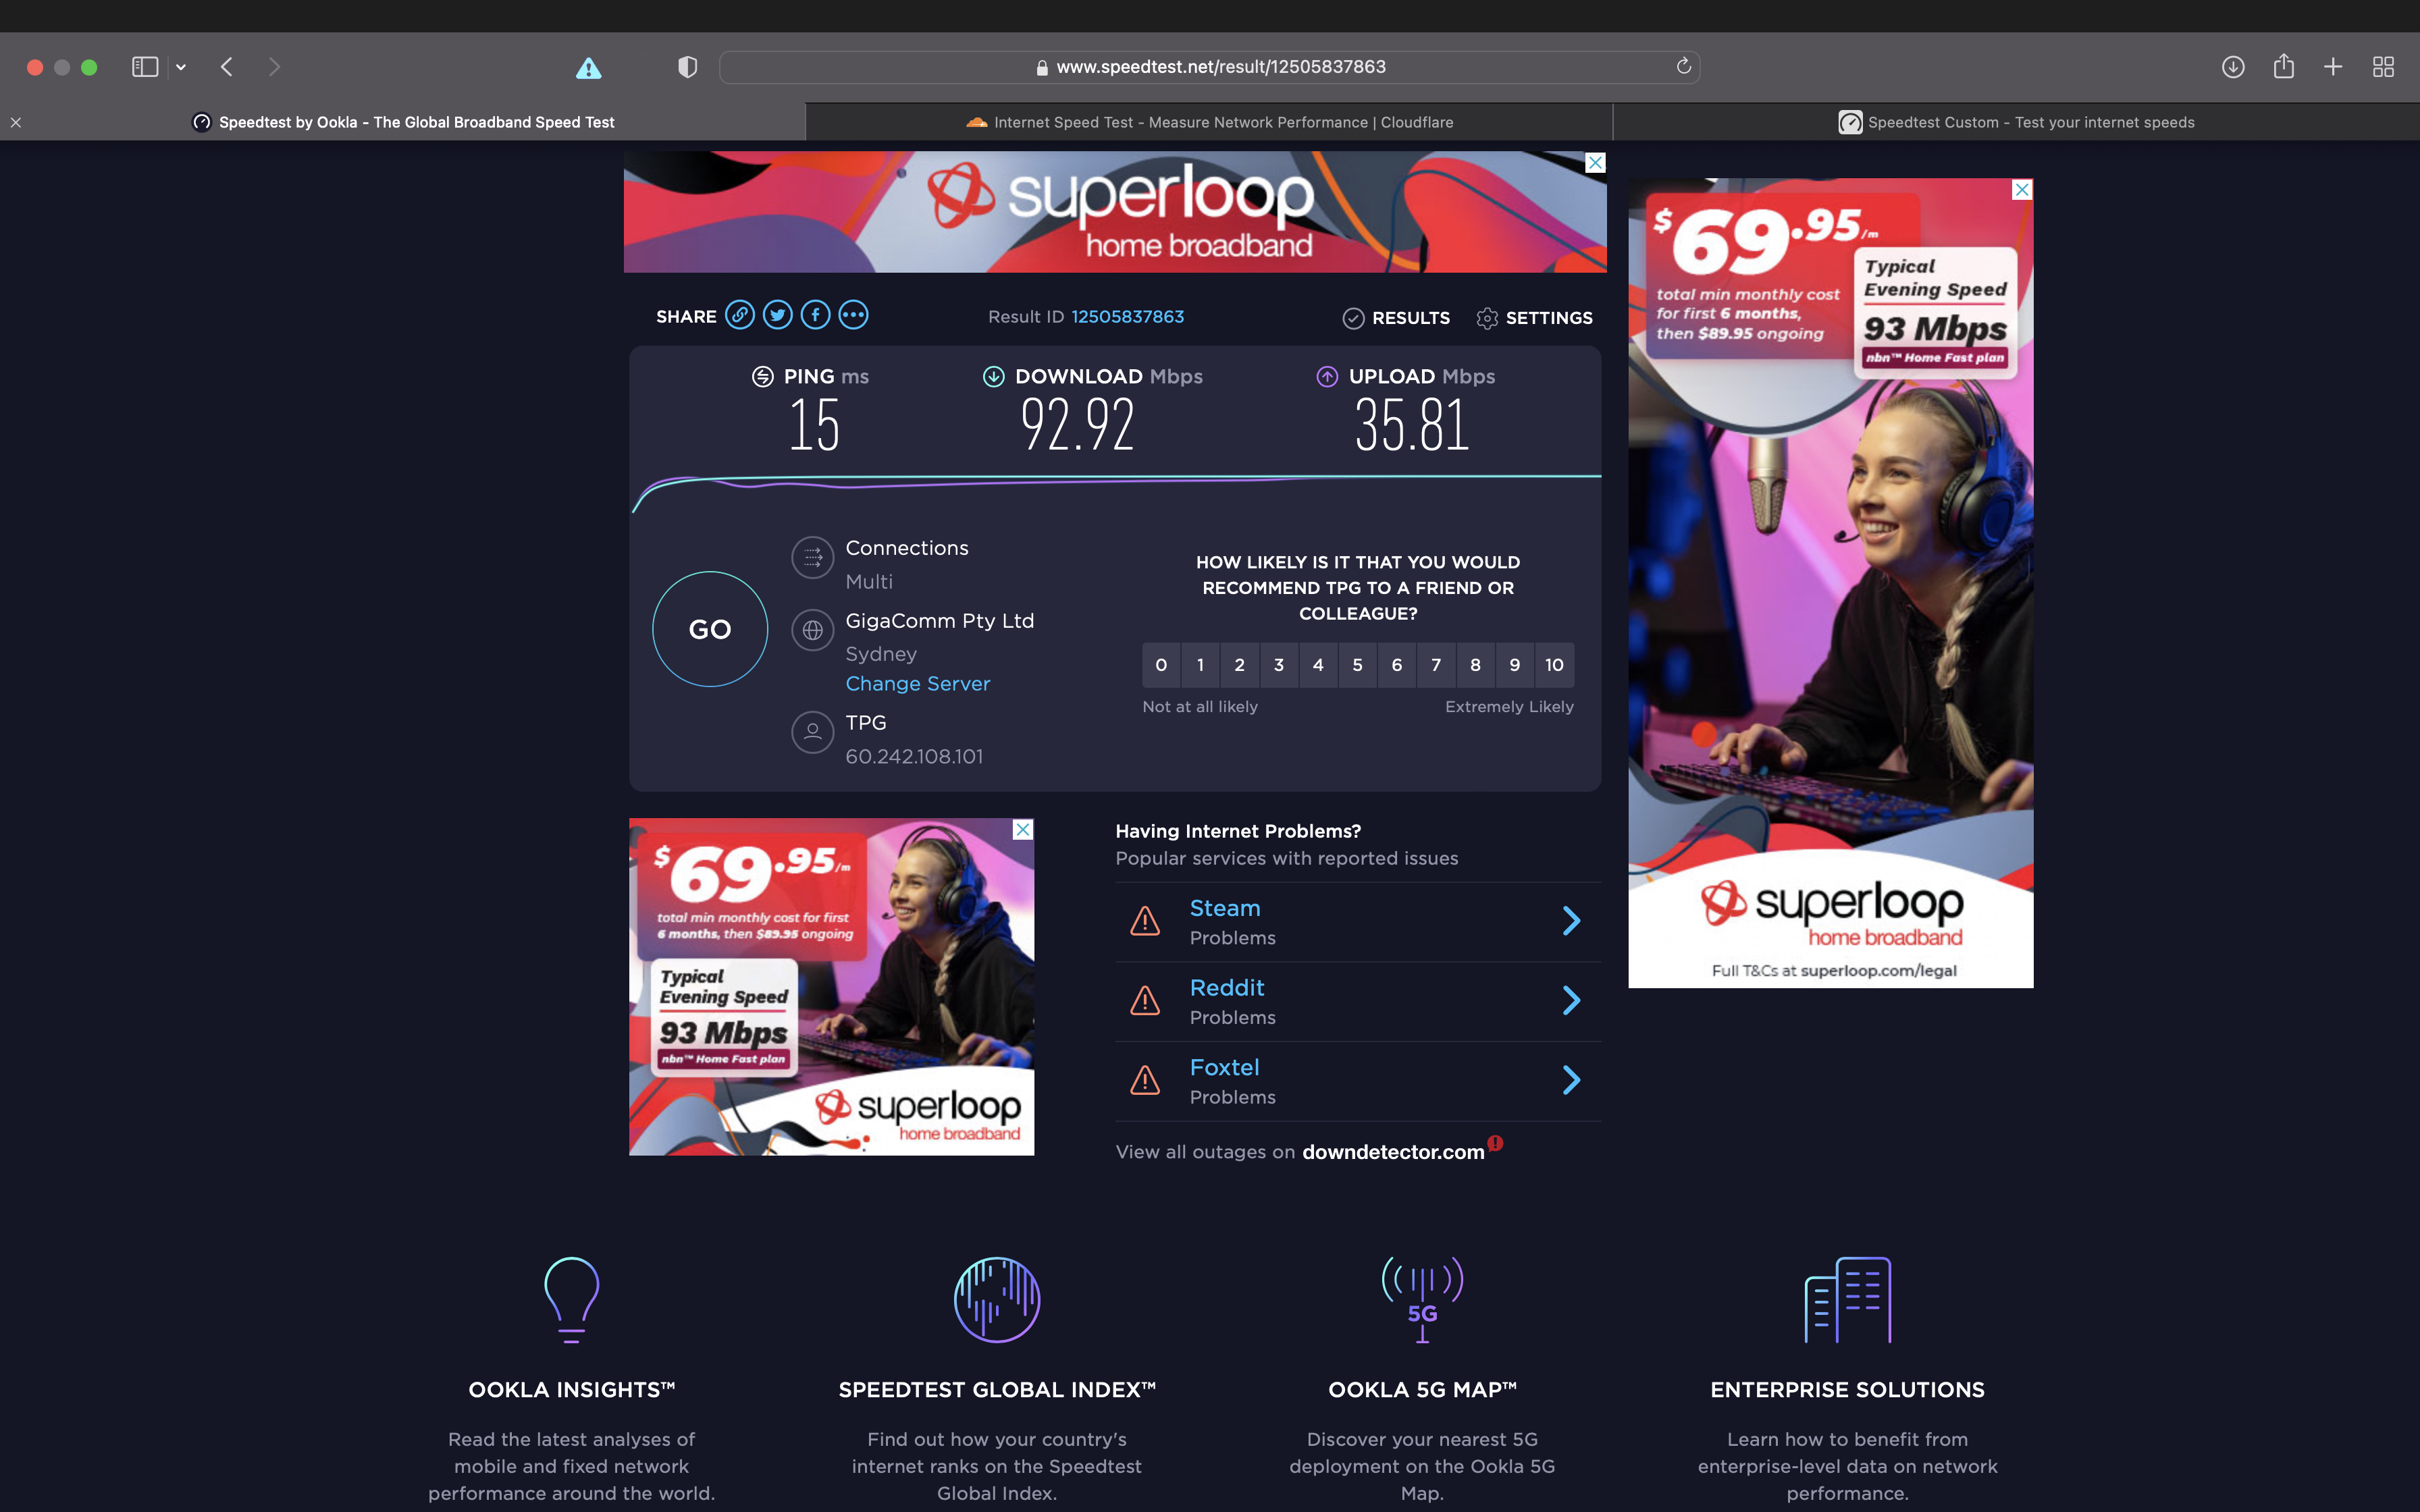 www.speedtest.net/result/12505837863
Speedtest by Ookla - The Global Broadband Speed Test
Internet Speed Test - Measure Network Performance | Cloudflare
Speedtest Custom - Test your internet speeds
superloop
home broadband
SHARE
Result ID 12505837863
RESULTS
SETTINGS
PING ms
15
DOWNLOAD Mbps
92.92
UPLOAD Mbps
35.81
GO
Connections
Multi
GigaComm Pty Ltd
Sydney
Change Server
TPG
60.242.108.101
HOW LIKELY IS IT THAT YOU WOULD
RECOMMEND TPG TO A FRIEND OR
COLLEAGUE?
0 1 2 3 4 5 6 7 8 9 10
Not at all likely
Extremely Likely
$69.95/m
total min monthly cost
for first 6 months,
then $89.95 ongoing
Typical
Evening Speed
93 Mbps
nbn™ Home Fast plan
superloop
home broadband
Full T&Cs at superloop.com/legal
$69.95/m
total min monthly cost for first
6 months, then $89.95 ongoing
Typical
Evening Speed
93 Mbps
nbn™ Home Fast plan
superloop
home broadband
Having Internet Problems?
Popular services with reported issues
Steam
Problems
Reddit
Problems
Foxtel
Problems
View all outages on downdetector.com
OOKLA INSIGHTS™
Read the latest analyses of
mobile and fixed network
performance around the world.
SPEEDTEST GLOBAL INDEX™
Find out how your country's
internet ranks on the Speedtest
Global Index.
5G
OOKLA 5G MAP™
Discover your nearest 5G
deployment on the Ookla 5G
Map.
ENTERPRISE SOLUTIONS
Learn how to benefit from
enterprise-level data on network
performance.